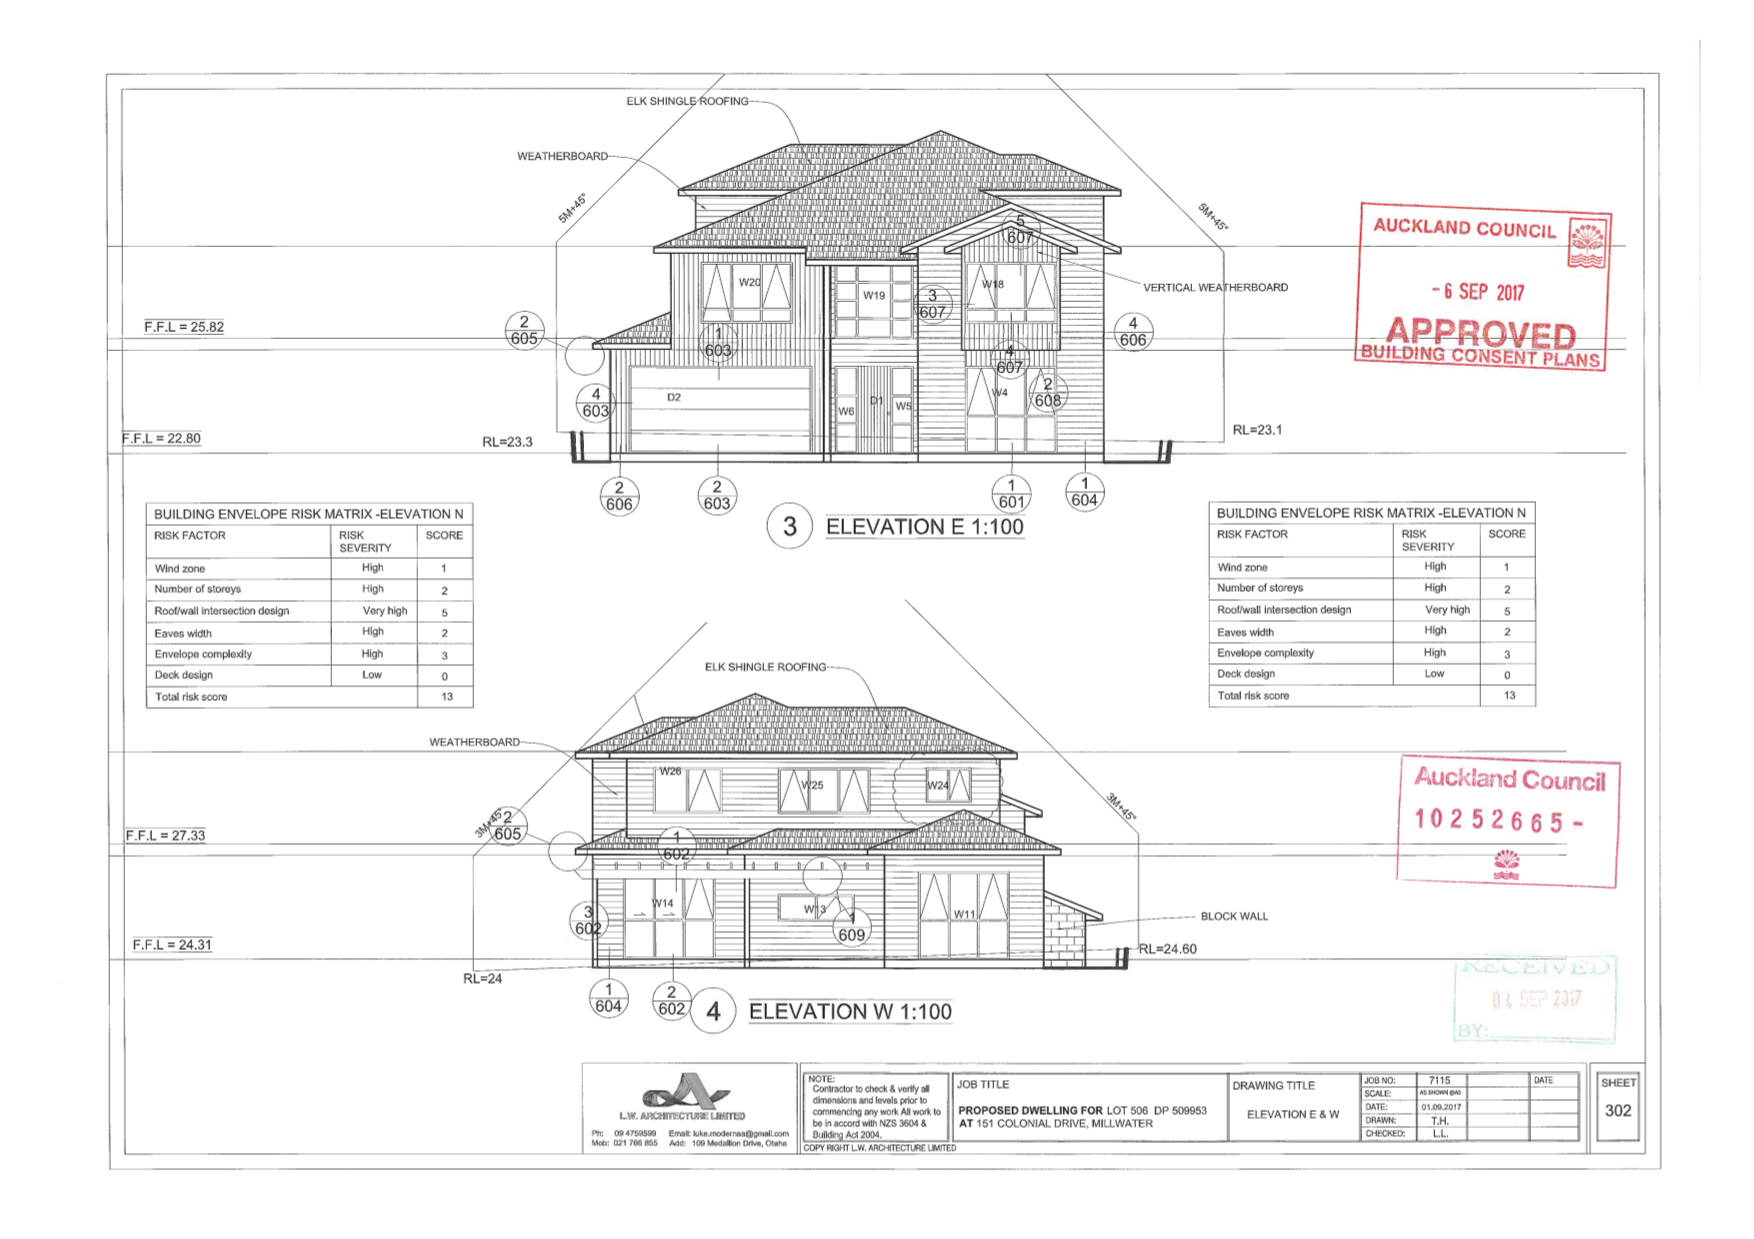 ELK SHINGLE ROOFING
WEATHERBOARD
5M+45°
5M+45°
5
607
W20
W19
W18
3
607
VERTICAL WEATHERBOARD
F.F.L = 25.82
2
605
1
603
4
606
4
607
4
603
D2
W6
D1
W5
W4
2
608
F.F.L = 22.80
RL=23.3
RL=23.1
2
606
2
603
1
601
1
604
3
ELEVATION E 1:100
AUCKLAND COUNCIL
- 6 SEP 2017
APPROVED
BUILDING CONSENT PLANS
BUILDING ENVELOPE RISK MATRIX -ELEVATION N
RISK FACTOR RISK SEVERITY SCORE
Wind zone High 1
Number of storeys High 2
Roof/wall intersection design Very high 5
Eaves width High 2
Envelope complexity High 3
Deck design Low 0
Total risk score 13
BUILDING ENVELOPE RISK MATRIX -ELEVATION N
RISK FACTOR RISK SEVERITY SCORE
Wind zone High 1
Number of storeys High 2
Roof/wall intersection design Very high 5
Eaves width High 2
Envelope complexity High 3
Deck design Low 0
Total risk score 13
ELK SHINGLE ROOFING
WEATHERBOARD
W26
W25
W24
3M+45°
3M+45°
2
605
1
602
F.F.L = 27.33
W14
W13
W11
3
602
1
609
BLOCK WALL
F.F.L = 24.31
RL=24
RL=24.60
1
604
2
602
4
ELEVATION W 1:100
Auckland Council
10252665-
RECEIVED
04 SEP 2017
BY:
L.W. ARCHITECTURE LIMITED
Ph: 09 4759599 Email: luke.modernaa@gmail.com
Mob: 021 766 855 Add: 109 Medallion Drive, Oteha
NOTE:
Contractor to check & verify all
dimensions and levels prior to
commencing any work All work to
be in accord with NZS 3604 &
Building Act 2004.
COPY RIGHT L.W. ARCHITECTURE LIMITED
JOB TITLE
PROPOSED DWELLING FOR LOT 506 DP 509953
AT 151 COLONIAL DRIVE, MILLWATER
DRAWING TITLE
ELEVATION E & W
JOB NO: 7115 DATE
SCALE: AS SHOWN @A3
DATE: 01.09.2017
DRAWN: T.H.
CHECKED: L.L.
SHEET
302